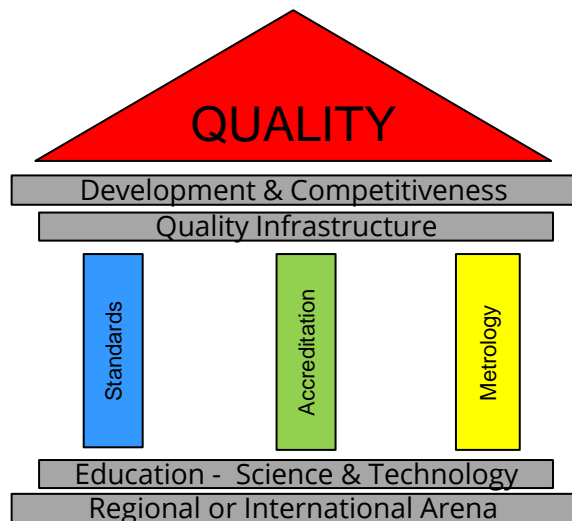 QUALITY
Development & Competitiveness
Quality Infrastructure
Standards
Accreditation
Metrology
Education - Science & Technology
Regional or International Arena